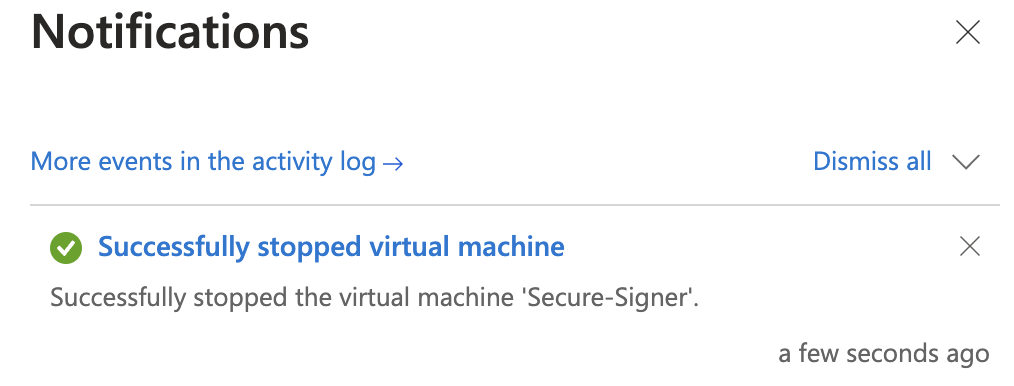 Notifications
More events in the activity log → Dismiss all
Successfully stopped virtual machine
Successfully stopped the virtual machine 'Secure-Signer'.
a few seconds ago